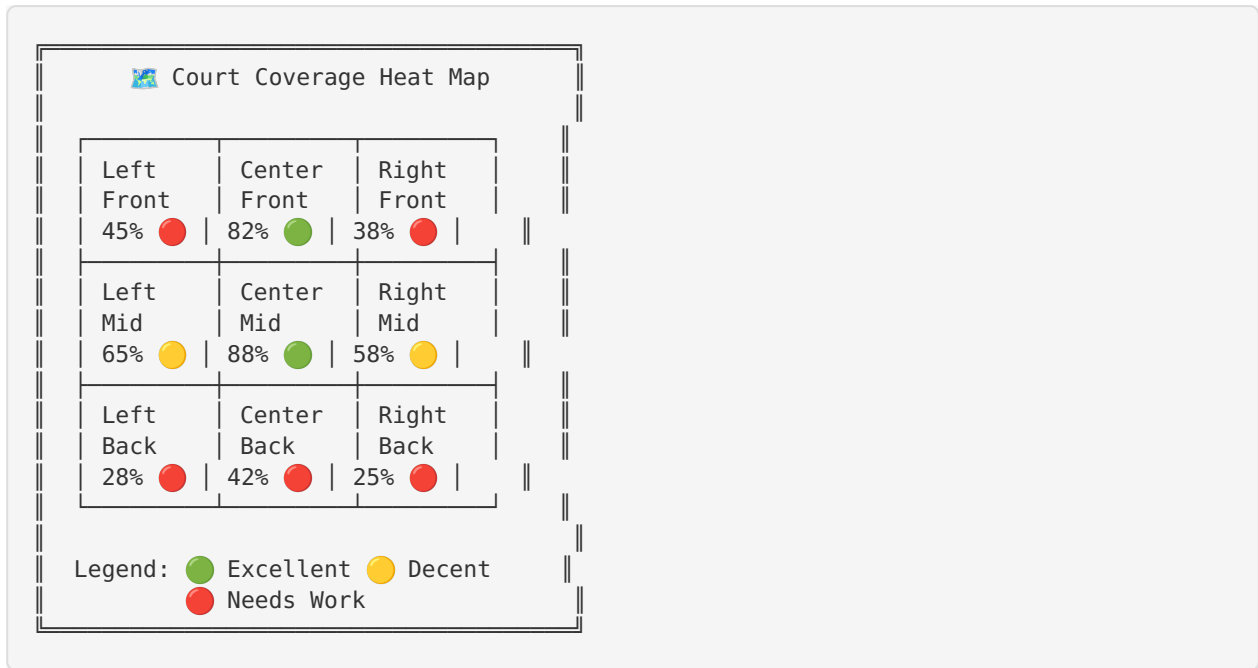 🗺️ Court Coverage Heat Map
Left Center Right
Front Front Front
45% 🔴 82% 🟢 38% 🔴
Left Center Right
Mid Mid Mid
65% 🟡 88% 🟢 58% 🟡
Left Center Right
Back Back Back
28% 🔴 42% 🔴 25% 🔴
Legend: 🟢 Excellent 🟡 Decent
🔴 Needs Work